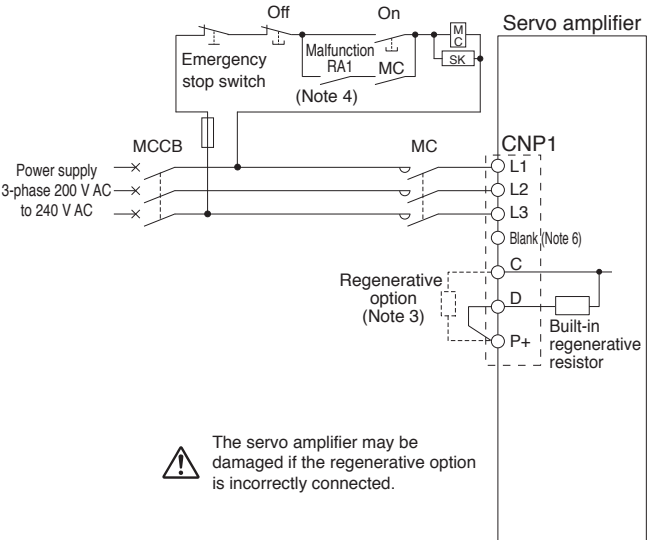 Off
On
Servo amplifier
M
C
SK
Emergency
stop switch
Malfunction
RA1
MC
(Note 4)
MCCB
MC
CNP1
Power supply
3-phase 200 V AC
to 240 V AC
L1
L2
L3
Blank (Note 6)
C
Regenerative
option
(Note 3)
D
Built-in
regenerative
resistor
P+
The servo amplifier may be
damaged if the regenerative option
is incorrectly connected.